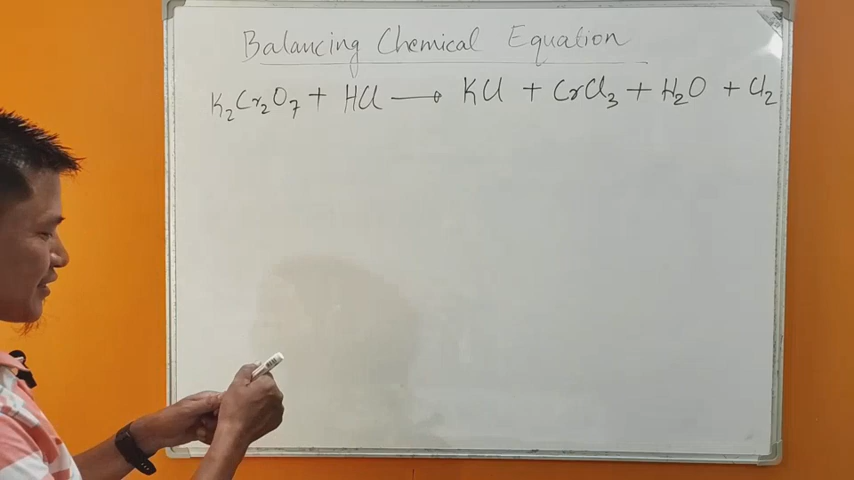 Balancing Chemical Equation
K₂Cr₂O₇ + HCl → KCl + CrCl₃ + H₂O + Cl₂